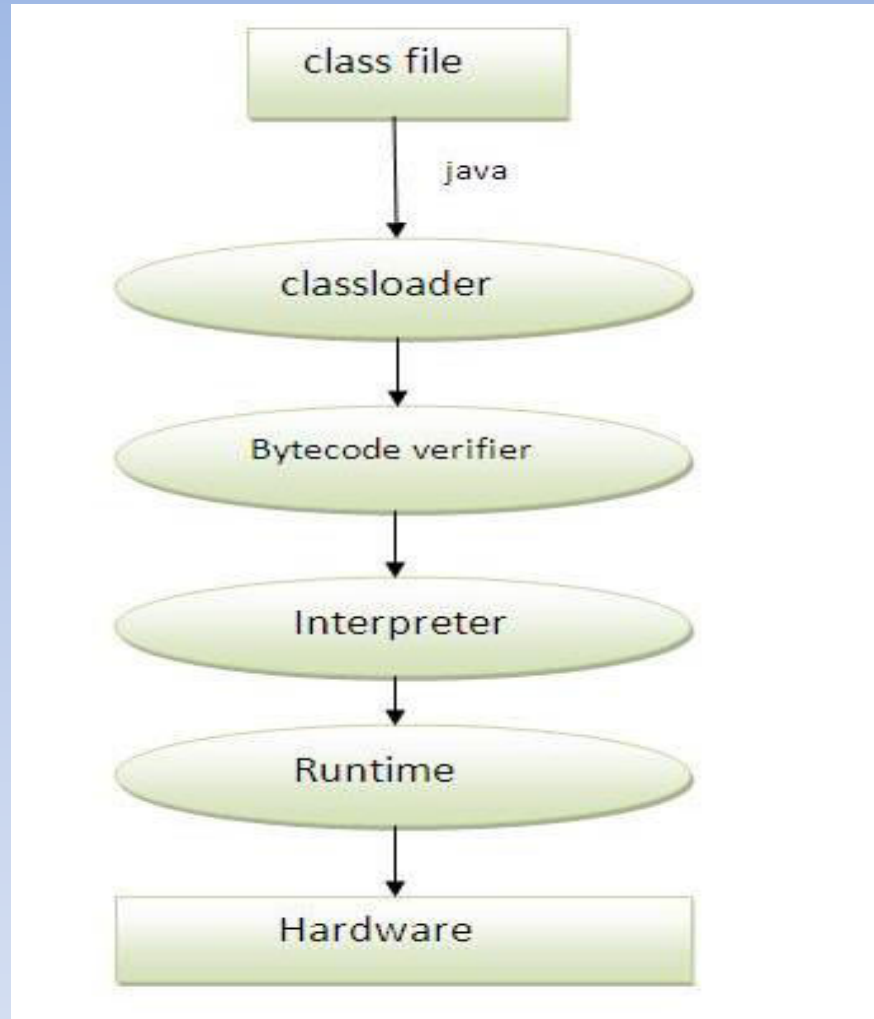 class file
java
classloader
Bytecode verifier
Interpreter
Runtime
Hardware